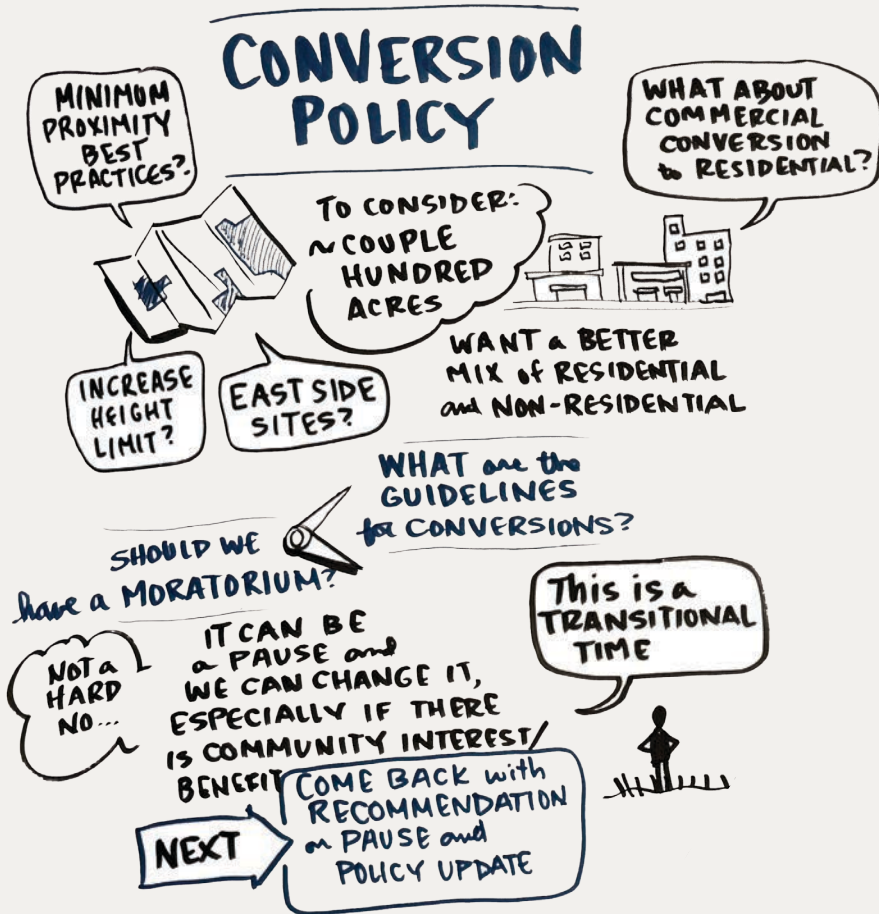 CONVERSION
POLICY
MINIMUM
PROXIMITY
BEST
PRACTICES?
WHAT ABOUT
COMMERCIAL
CONVERSION
to RESIDENTIAL?
TO CONSIDER:
~ COUPLE
HUNDRED
ACRES
INCREASE
HEIGHT
LIMIT?
EAST SIDE
SITES?
WANT a BETTER
MIX of RESIDENTIAL
and NON-RESIDENTIAL
WHAT are the
GUIDELINES
for CONVERSIONS?
SHOULD WE
have a MORATORIUM?
NOT a
HARD
NO...
IT CAN BE
a PAUSE and
WE CAN CHANGE IT,
ESPECIALLY IF THERE
IS COMMUNITY INTEREST/
BENEFIT
This is a
TRANSITIONAL
TIME
NEXT
COME BACK with
RECOMMENDATION
on PAUSE and
POLICY UPDATE